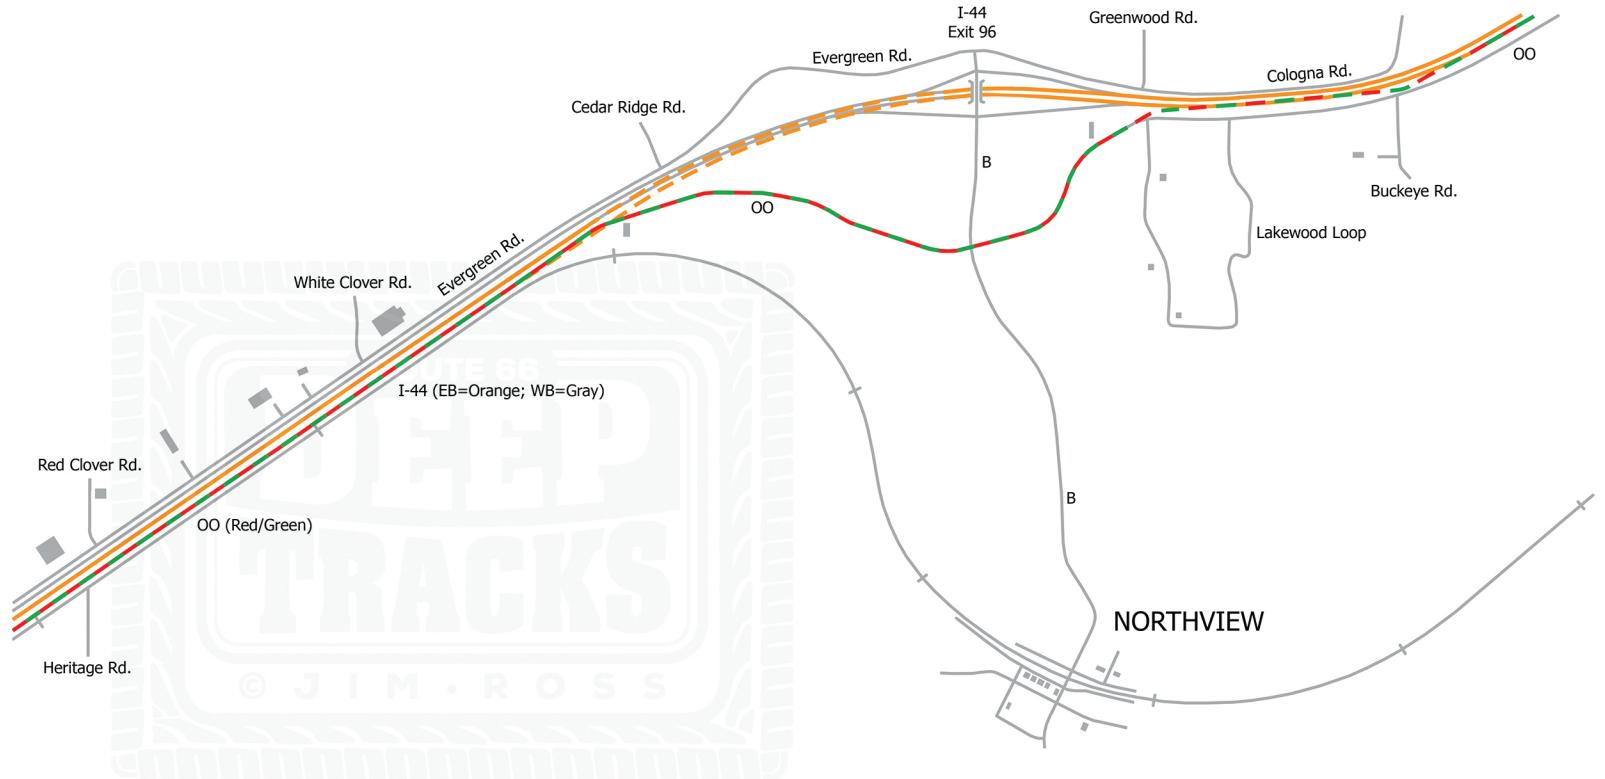 I-44
Exit 96
Greenwood Rd.
Evergreen Rd.
Cologna Rd.
OO
Cedar Ridge Rd.
B
Buckeye Rd.
OO
Lakewood Loop
Evergreen Rd.
White Clover Rd.
ROUTE 66
I-44 (EB=Orange; WB=Gray)
DEEP
Red Clover Rd.
B
OO (Red/Green)
TRACKS
NORTHVIEW
Heritage Rd.
© JIM • ROSS